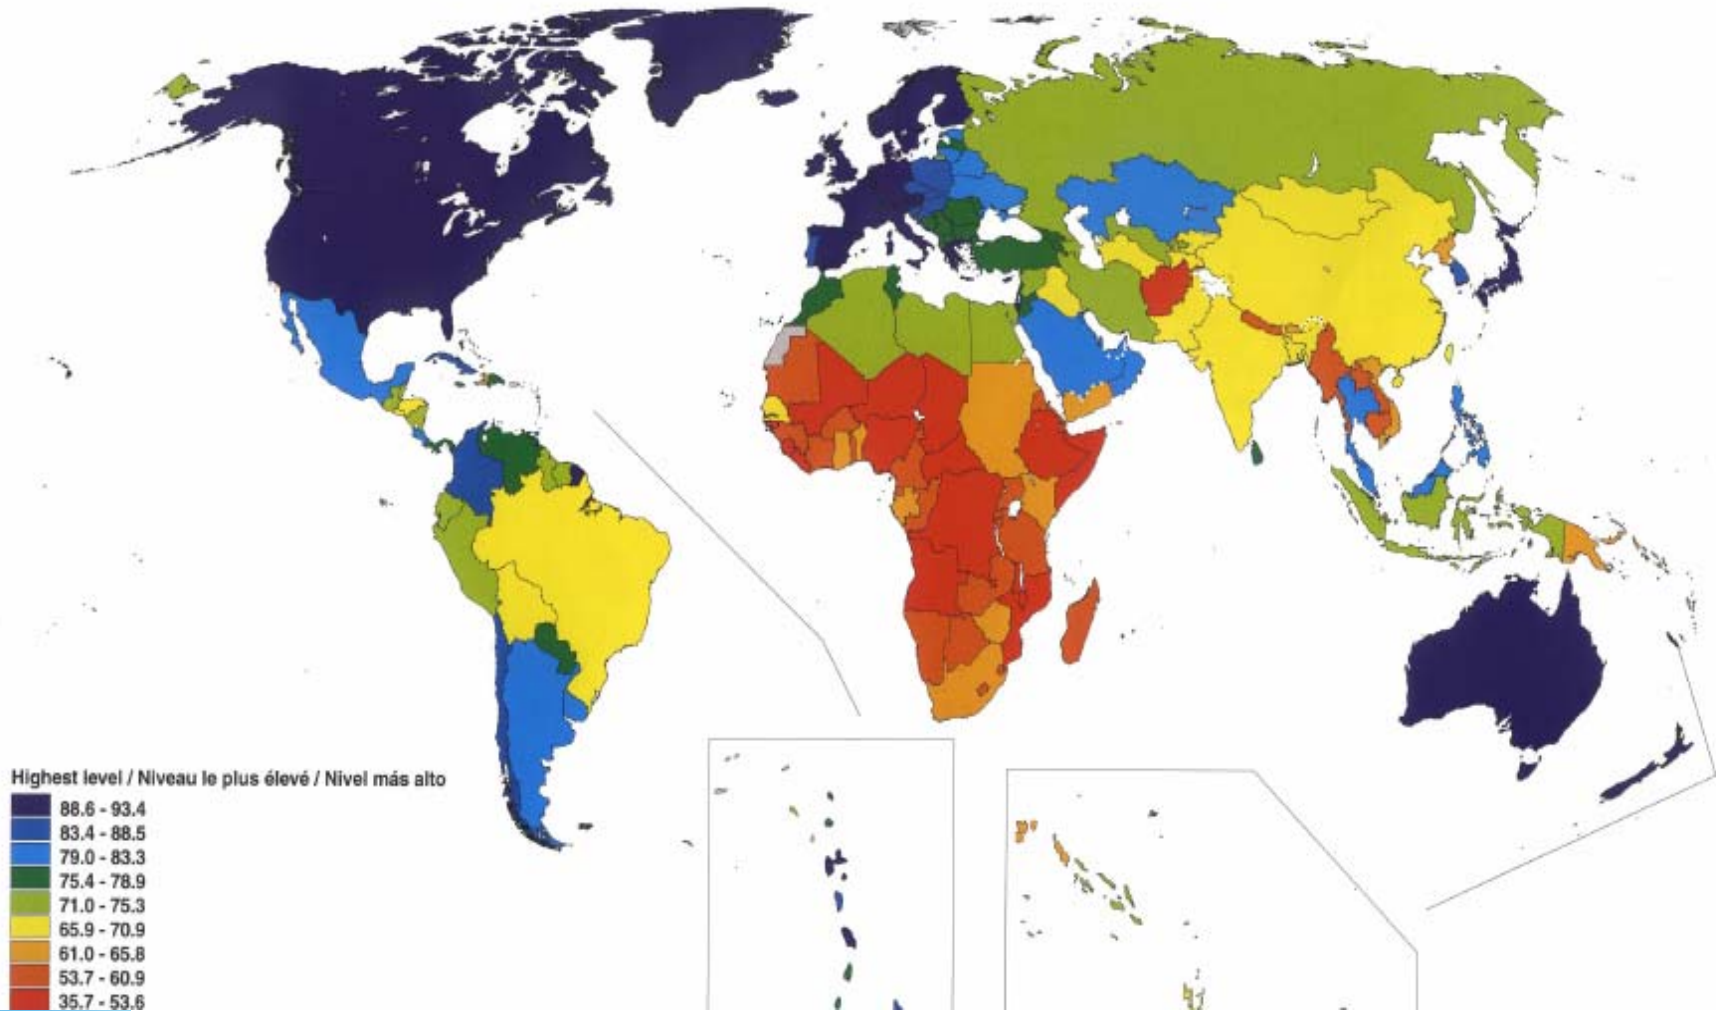 Highest level / Niveau le plus élevé / Nivel más alto
88.6 - 93.4
83.4 - 88.5
79.0 - 83.3
75.4 - 78.9
71.0 - 75.3
65.9 - 70.9
61.0 - 65.8
53.7 - 60.9
35.7 - 53.6